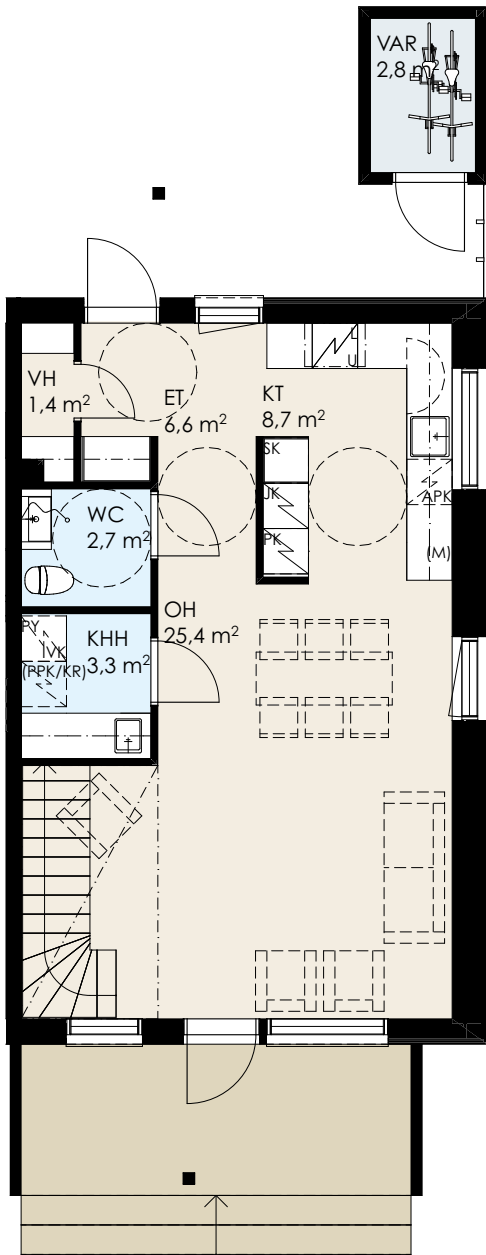 VAR
2,8 m²
VH
1,4 m²
ET
6,6 m²
KT
8,7 m²
L
U
SK
JK
PK
APK
(M)
WC
2,7 m²
OH
25,4 m²
PY
IVK
(PPK/KR)
KHH
3,3 m²